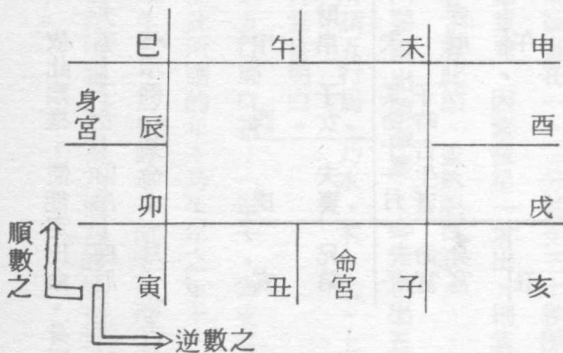 巳 午 未 申
身宮 辰 酉
卯 戌
順數之
寅 丑 命宮 子 亥
逆數之